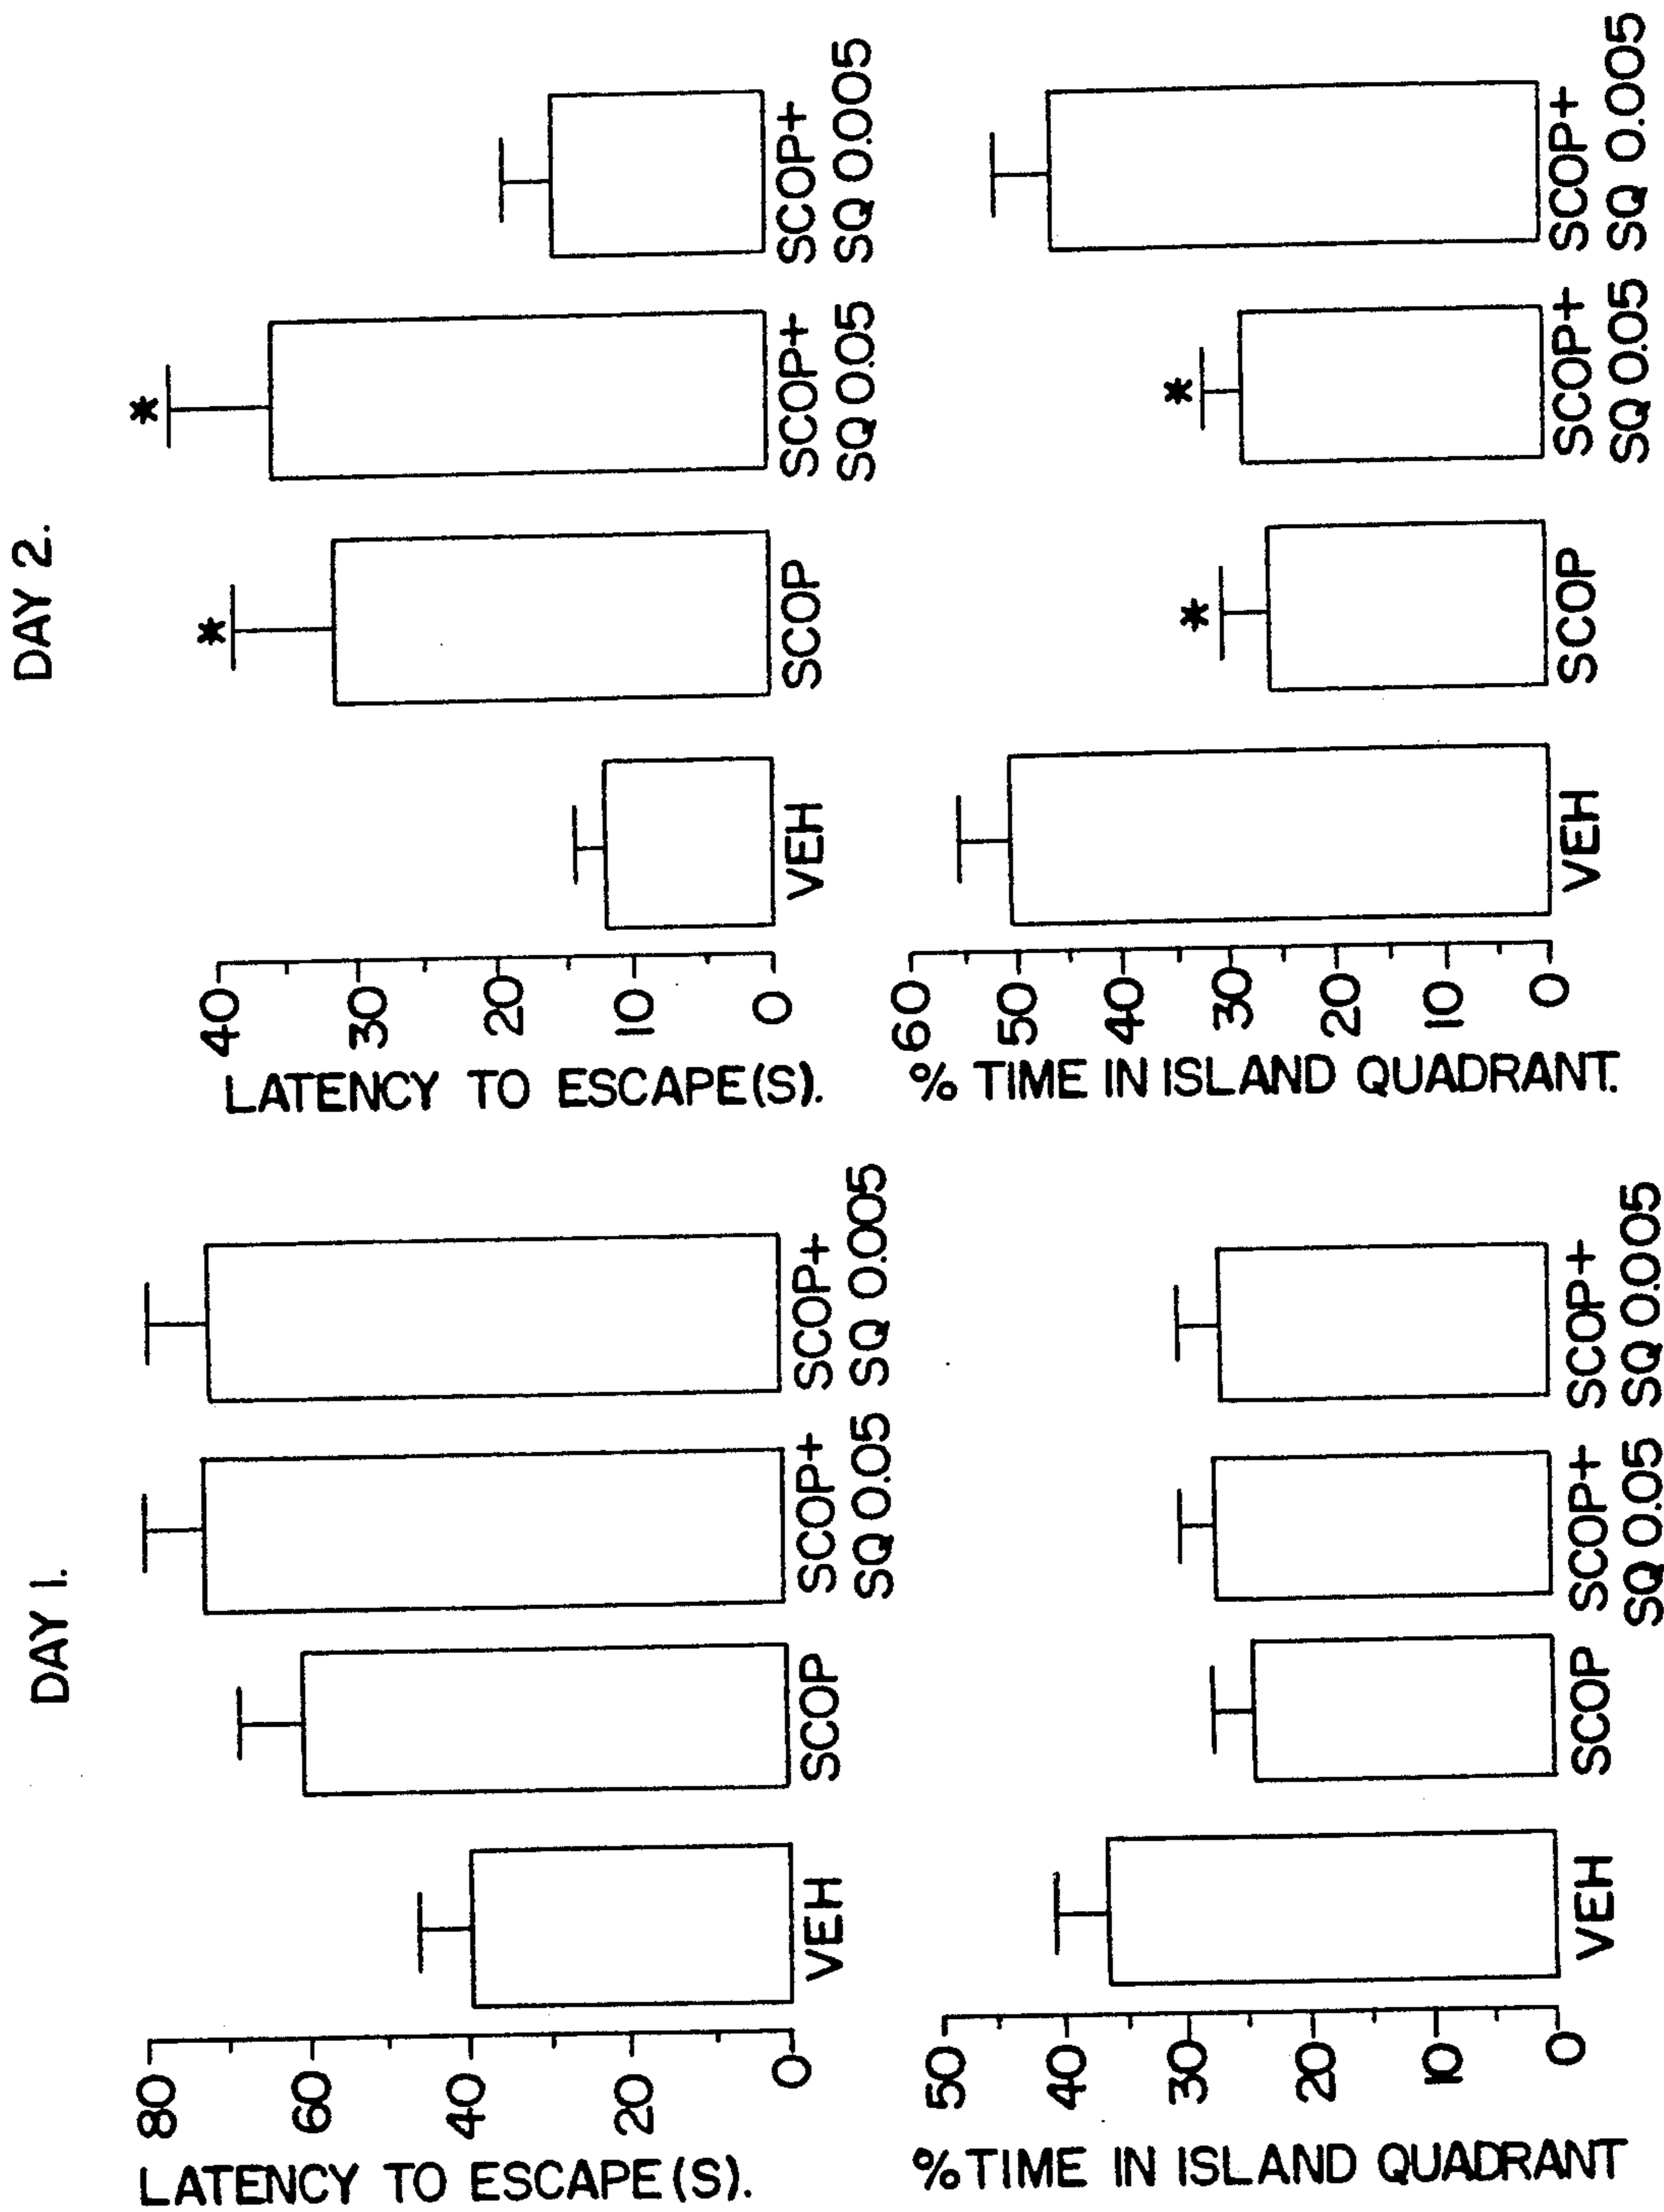 DAY 1.
LATENCY TO ESCAPE(S).
80
60
40
20
0
VEH
SCOP
SCOP+
SQ 0.05
SCOP+
SQ 0.005
% TIME IN ISLAND QUADRANT
50
40
30
20
10
0
VEH
SCOP
SCOP+
SQ 0.05
SCOP+
SQ 0.005
DAY 2.
LATENCY TO ESCAPE(S).
40
30
20
10
0
VEH
*
SCOP
*
SCOP+
SQ 0.05
SCOP+
SQ 0.005
% TIME IN ISLAND QUADRANT.
60
50
40
30
20
10
0
VEH
*
SCOP
*
SCOP+
SQ 0.05
SCOP+
SQ 0.005